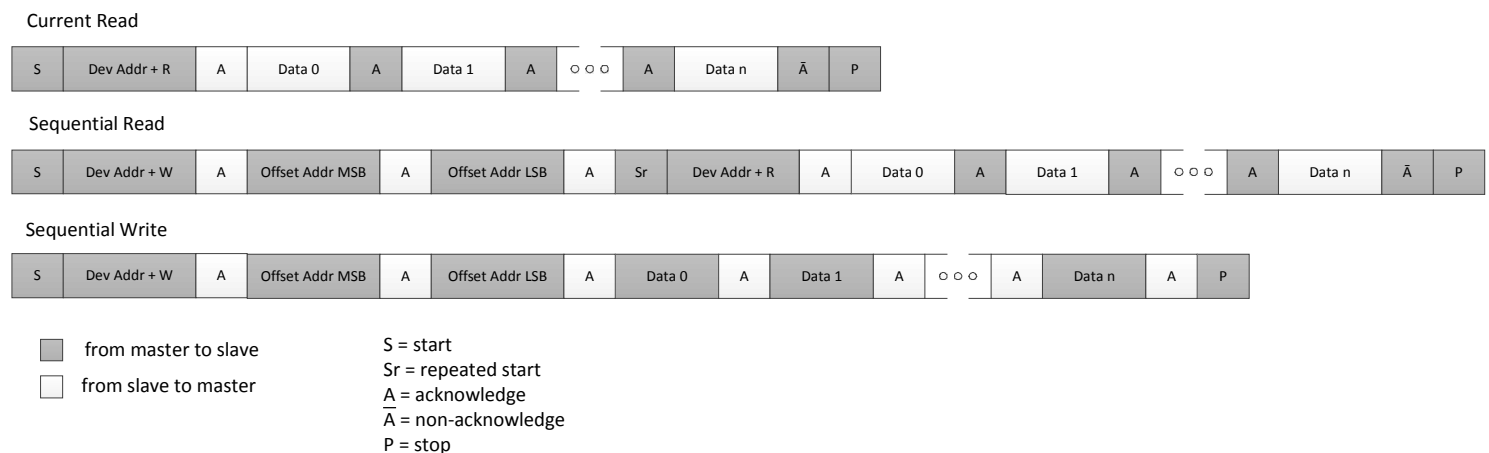 Current Read
S Dev Addr + R A Data 0 A Data 1 A A Data n Ā P
Sequential Read
S Dev Addr + W A Offset Addr MSB A Offset Addr LSB A Sr Dev Addr + R A Data 0 A Data 1 A A Data n Ā P
Sequential Write
S Dev Addr + W A Offset Addr MSB A Offset Addr LSB A Data 0 A Data 1 A A Data n A P
from master to slave
from slave to master
S = start
Sr = repeated start
A = acknowledge
Ā = non-acknowledge
P = stop